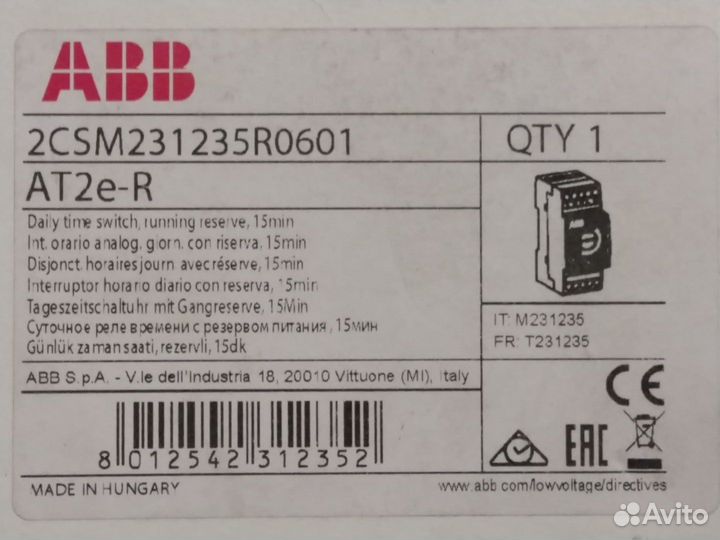 ABB
2CSM231235R0601
QTY 1
AT2e-R
Daily time switch, running reserve, 15min
Int. orario analog. giorn. con riserva, 15min
Disjonct. horaires journ. avec réserve, 15min
Interruptor horario diario con reserva, 15min
Tageszeitschaltuhr mit Gangreserve, 15Min
Суточное реле времени с резервом питания, 15мин
Günlük zaman saati, rezervli, 15dk
ABB
IT: M231235
FR: T231235
ABB S.p.A. - V.le dell'Industria 18, 20010 Vittuone (MI), Italy
CE
EAC
8 012542 312352
MADE IN HUNGARY
www.abb.com/lowvoltage/directives
Avito